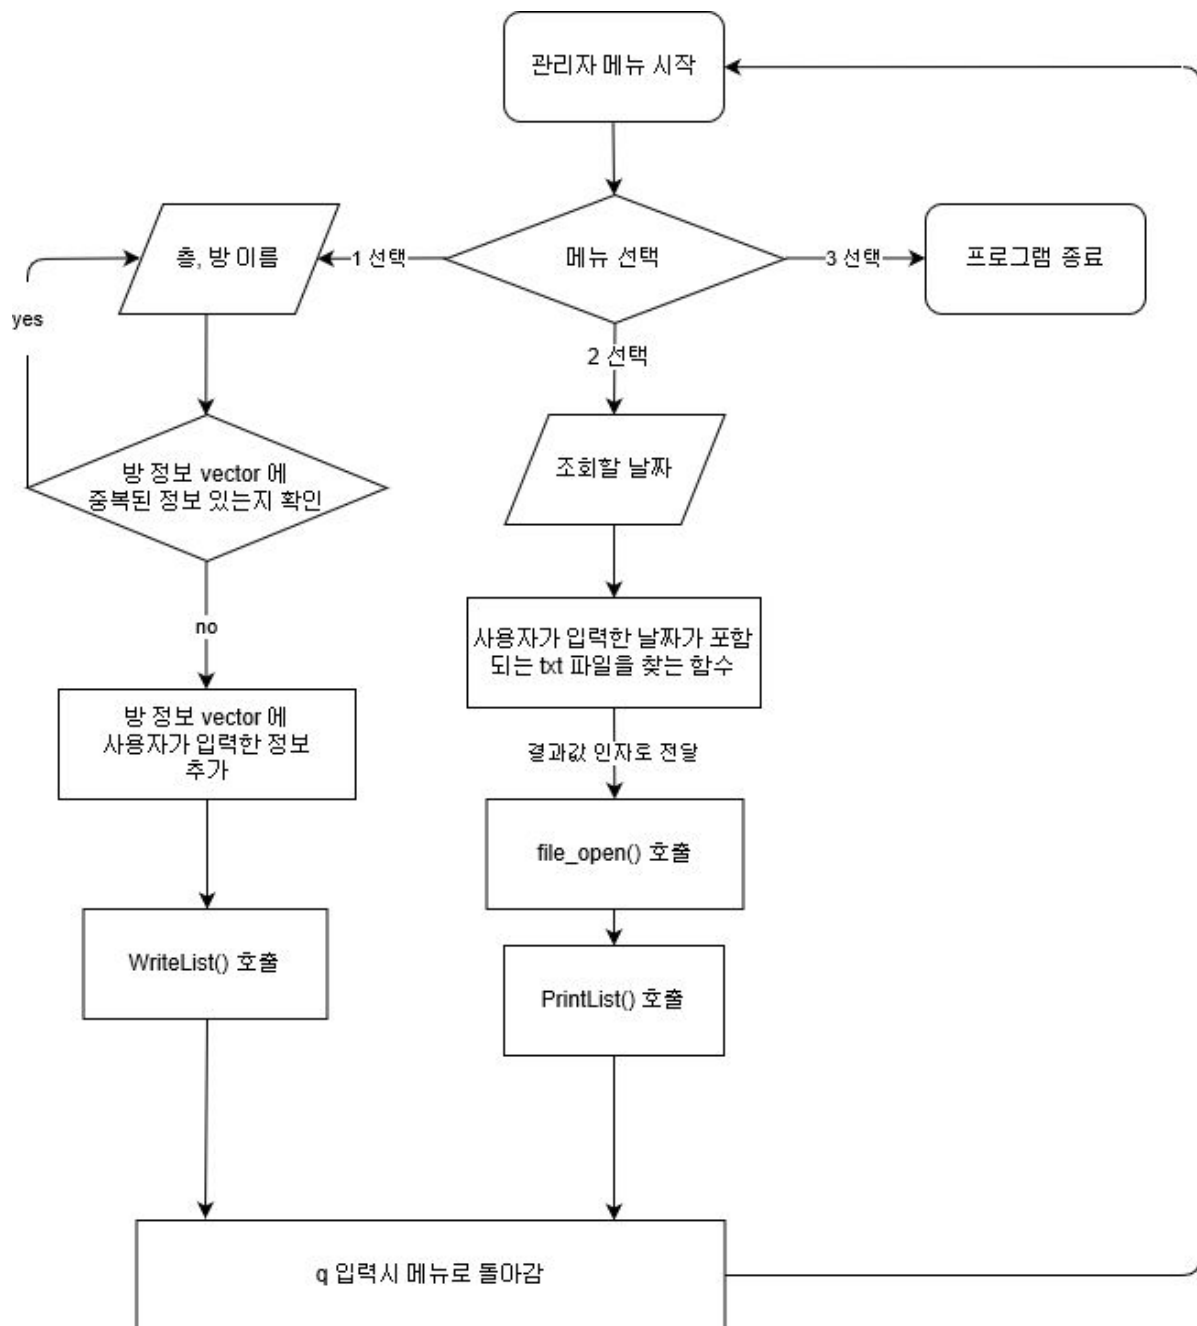 관리자 메뉴 시작
층, 방 이름
1 선택
메뉴 선택
3 선택
프로그램 종료
yes
2 선택
방 정보 vector 에
중복된 정보 있는지 확인
조회할 날짜
no
사용자가 입력한 날짜가 포함
되는 txt 파일을 찾는 함수
방 정보 vector 에
사용자가 입력한 정보
추가
결과값 인자로 전달
file_open() 호출
WriteList() 호출
PrintList() 호출
q 입력시 메뉴로 돌아감